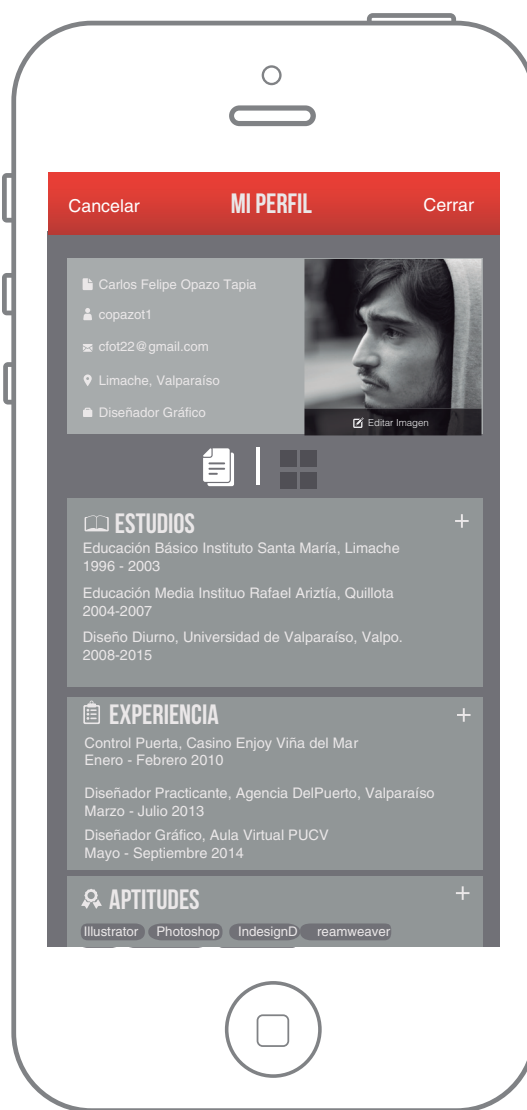 Cancelar MI PERFIL Cerrar
Carlos Felipe Opazo Tapia
copazot1
cfot22@gmail.com
Limache, Valparaíso
Diseñador Gráfico
Editar Imagen
ESTUDIOS +
Educación Básico Instituto Santa María, Limache
1996 - 2003
Educación Media Instituo Rafael Ariztía, Quillota
2004-2007
Diseño Diurno, Universidad de Valparaíso, Valpo.
2008-2015
EXPERIENCIA +
Control Puerta, Casino Enjoy Viña del Mar
Enero - Febrero 2010
Diseñador Practicante, Agencia DelPuerto, Valparaíso
Marzo - Julio 2013
Diseñador Gráfico, Aula Virtual PUCV
Mayo - Septiembre 2014
APTITUDES +
Illustrator Photoshop IndesignD reamweaver